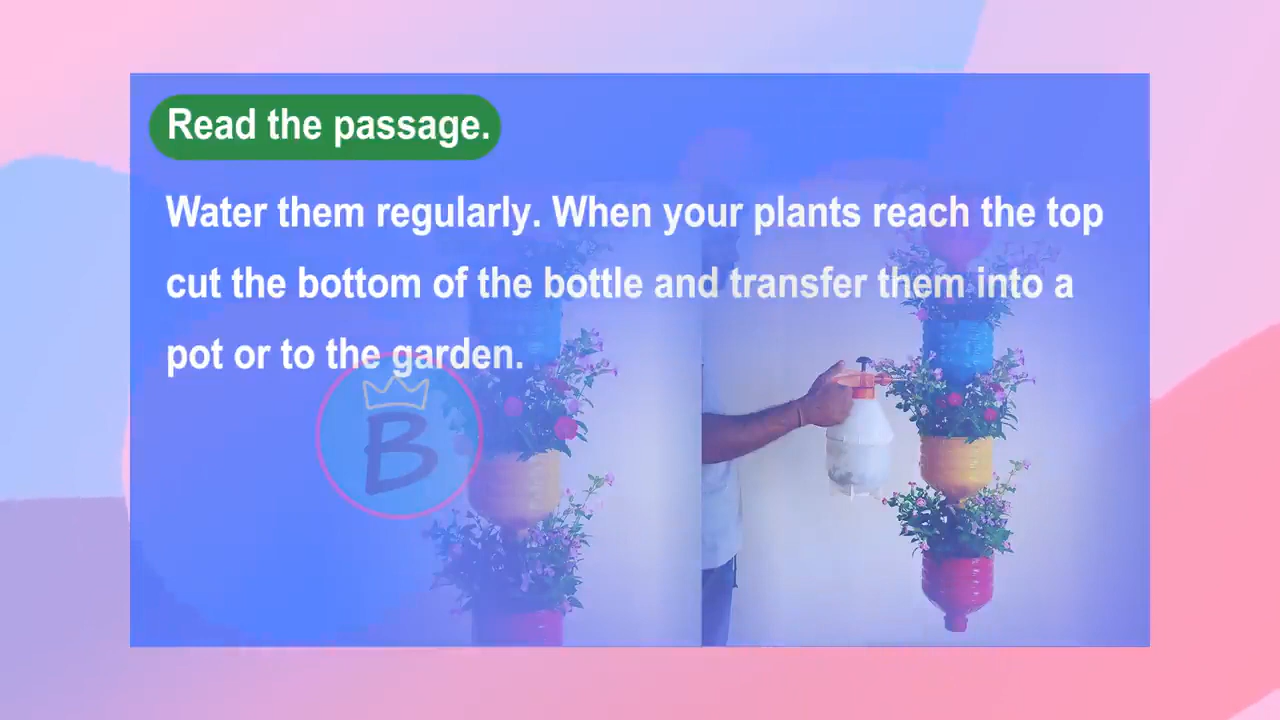 Read the passage.
Water them regularly. When your plants reach the top
cut the bottom of the bottle and transfer them into a
pot or to the garden.
B